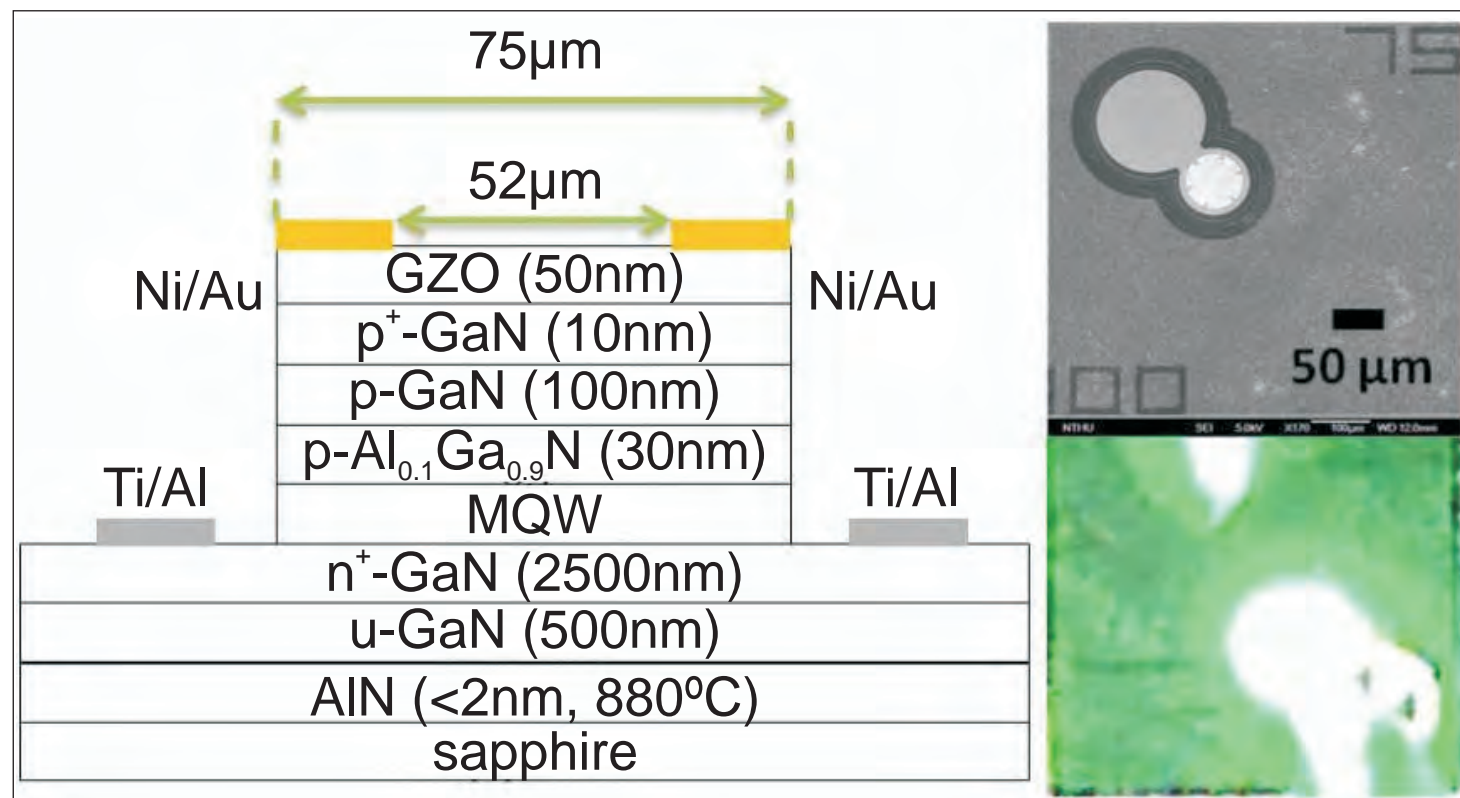 75µm
52µm
Ni/Au
GZO (50nm)
Ni/Au
p⁺-GaN (10nm)
p-GaN (100nm)
p-Al₀.₁Ga₀.₉N (30nm)
Ti/Al
MQW
Ti/Al
n⁺-GaN (2500nm)
u-GaN (500nm)
AlN (<2nm, 880ºC)
sapphire
75
50 µm
100
NTHU SEI 5.0kV X170 100µm WD 12.0mm